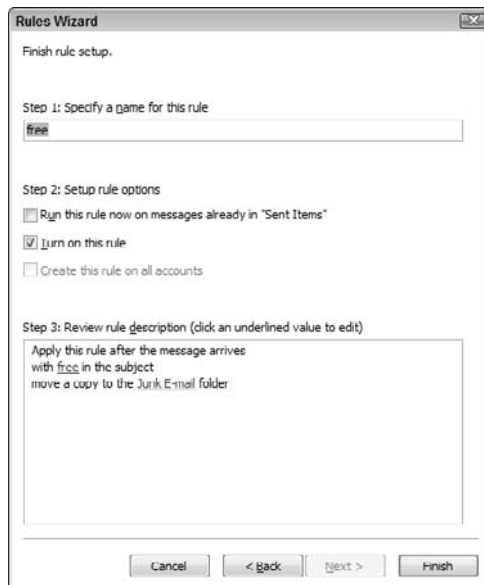 Rules Wizard
Finish rule setup.
Step 1: Specify a name for this rule
free
Step 2: Setup rule options
Run this rule now on messages already in "Sent Items"
Turn on this rule
Create this rule on all accounts
Step 3: Review rule description (click an underlined value to edit)
Apply this rule after the message arrives
with free in the subject
move a copy to the Junk E-mail folder
Cancel
< Back
Next >
Finish